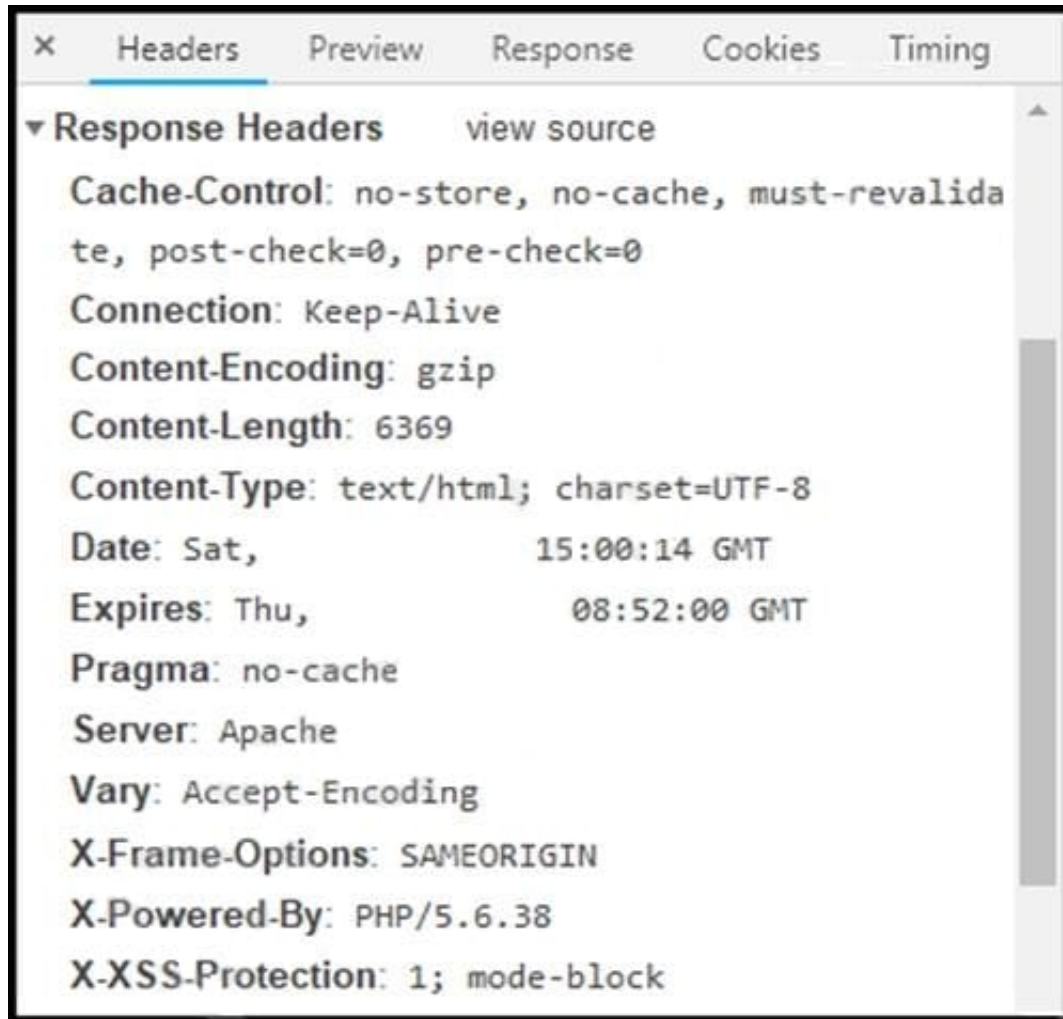 × Headers Preview Response Cookies Timing
▾ Response Headers view source
Cache-Control: no-store, no-cache, must-revalida
te, post-check=0, pre-check=0
Connection: Keep-Alive
Content-Encoding: gzip
Content-Length: 6369
Content-Type: text/html; charset=UTF-8
Date: Sat, 15:00:14 GMT
Expires: Thu, 08:52:00 GMT
Pragma: no-cache
Server: Apache
Vary: Accept-Encoding
X-Frame-Options: SAMEORIGIN
X-Powered-By: PHP/5.6.38
X-XSS-Protection: 1; mode-block